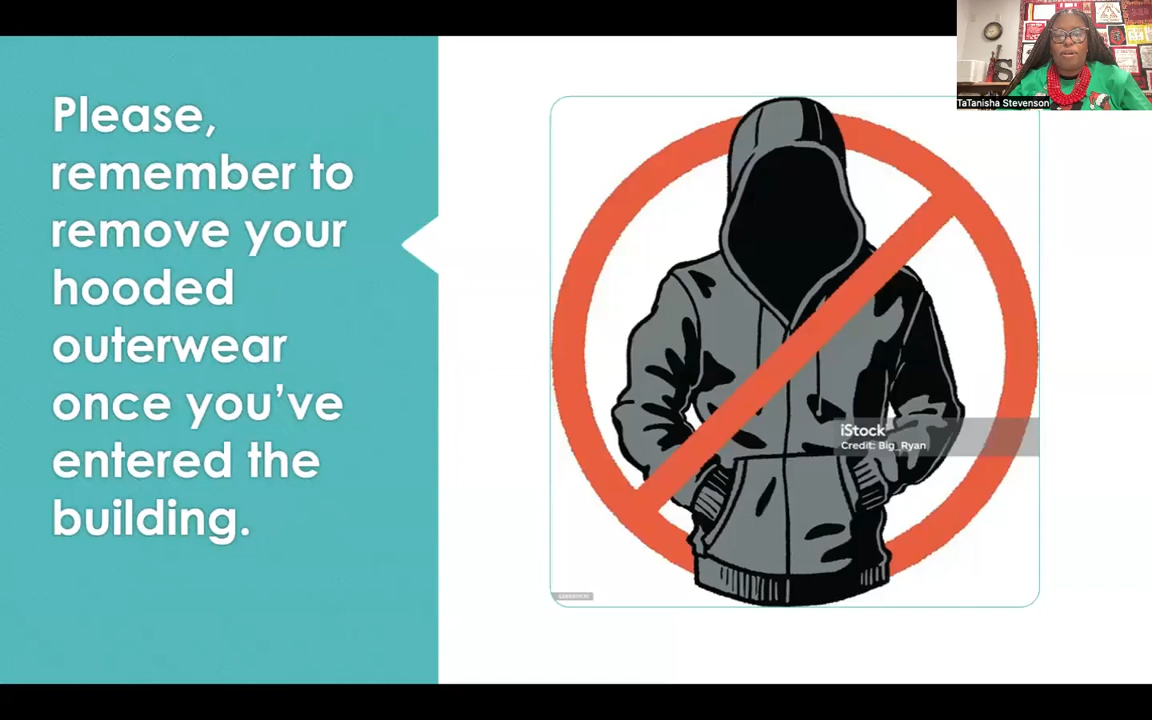 Please,
remember to
remove your
hooded
outerwear
once you’ve
entered the
building.
TaTanisha Stevenson
iStock
Credit: Big_Ryan